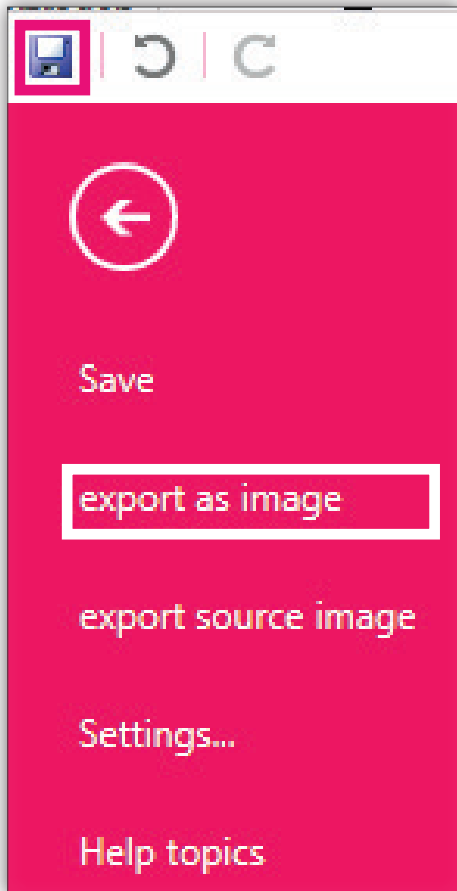 Save
export as image
export source image
Settings...
Help topics